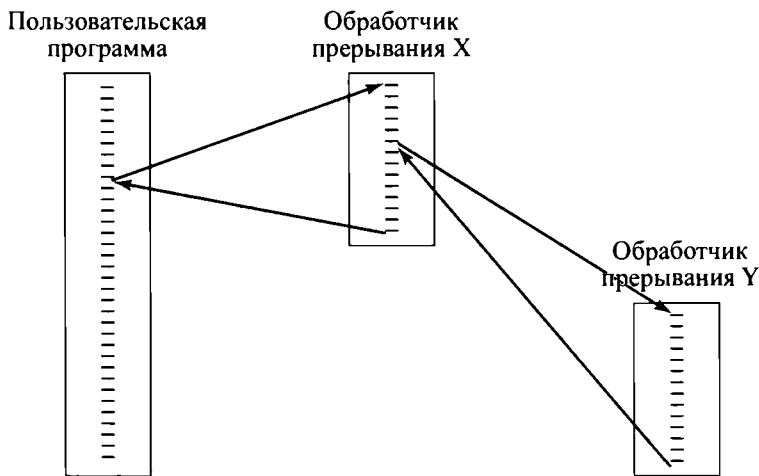 Пользовательская
программа
Обработчик
прерывания X
Обработчик
прерывания Y